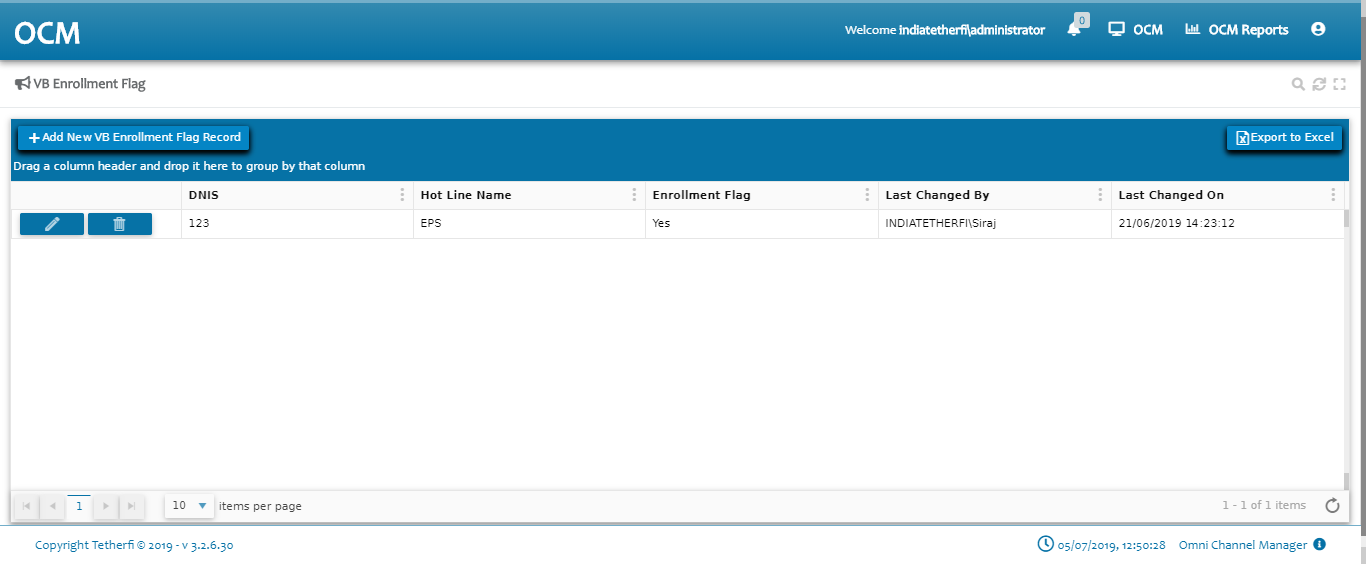 OCM
Welcome indiatetherfi\administrator
0
OCM
OCM Reports
VB Enrollment Flag
Add New VB Enrollment Flag Record
Export to Excel
Drag a column header and drop it here to group by that column
DNIS Hot Line Name Enrollment Flag Last Changed By Last Changed On
123 EPS Yes INDIATETHERFI\Siraj 21/06/2019 14:23:12
1 10 items per page 1 - 1 of 1 items
Copyright Tetherfi © 2019 - v 3.2.6.30 05/07/2019, 12:50:28 Omni Channel Manager